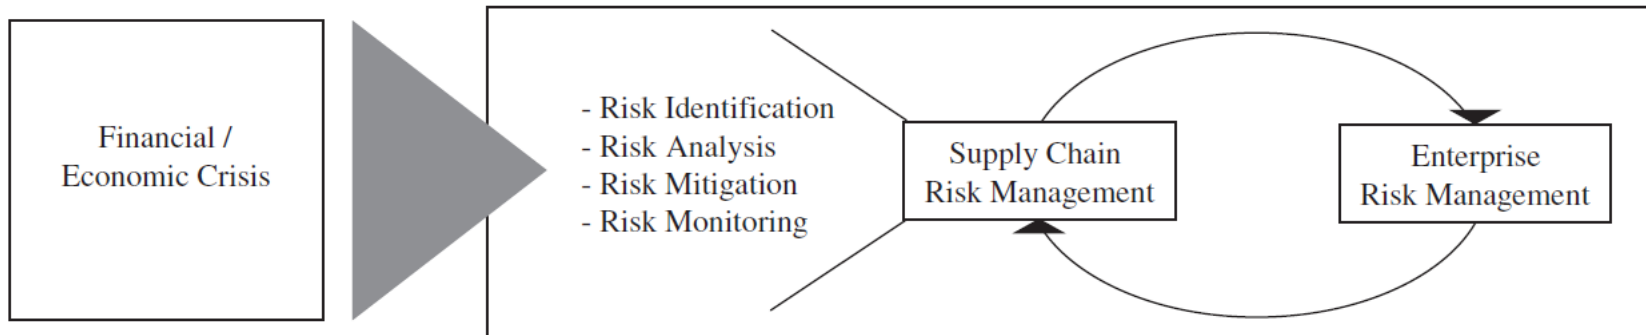 Financial /
Economic Crisis
- Risk Identification
- Risk Analysis
- Risk Mitigation
- Risk Monitoring
Supply Chain
Risk Management
Enterprise
Risk Management